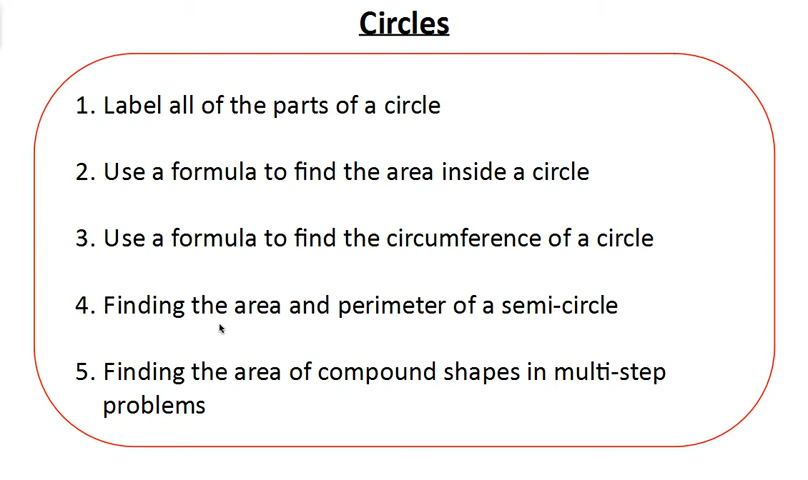 Circles
1. Label all of the parts of a circle
2. Use a formula to find the area inside a circle
3. Use a formula to find the circumference of a circle
4. Finding the area and perimeter of a semi-circle
5. Finding the area of compound shapes in multi-step
problems